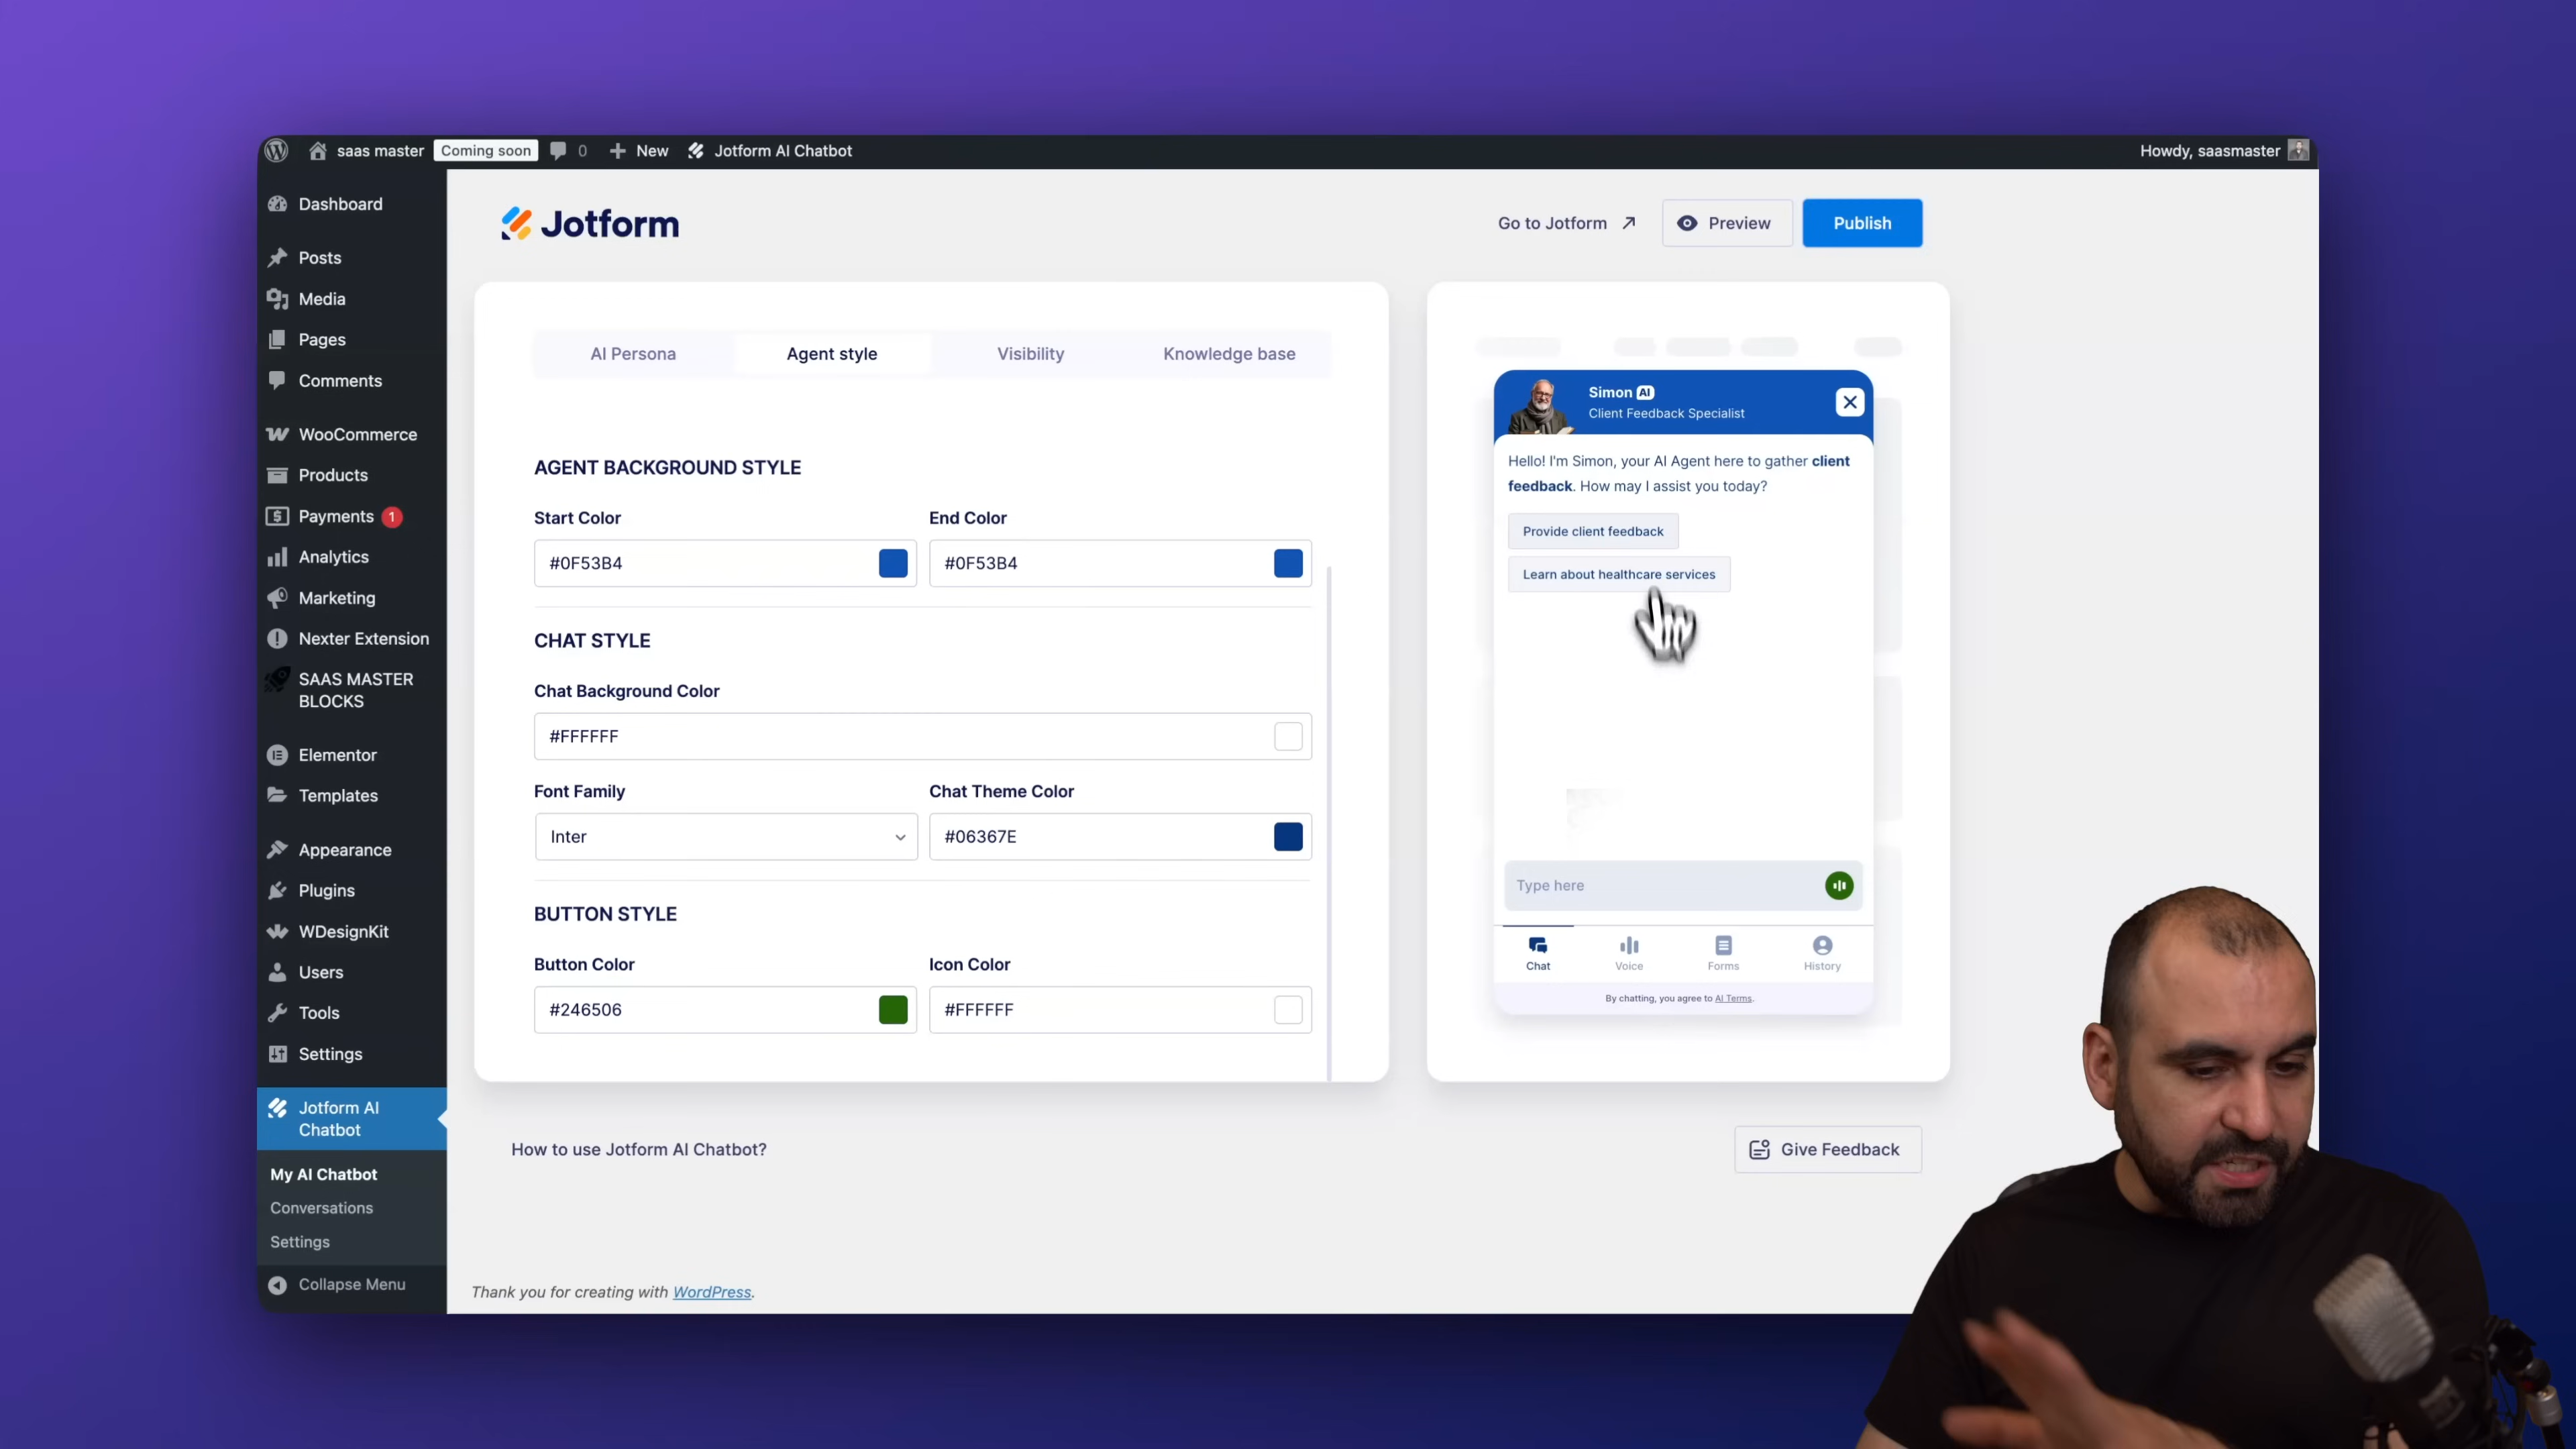 saas master Coming soon 0 New Jotform AI Chatbot Howdy, saasmaster
Dashboard
Posts
Media
Pages
Comments
WooCommerce
Products
Payments 1
Analytics
Marketing
Nexter Extension
SAAS MASTER
BLOCKS
Elementor
Templates
Appearance
Plugins
WDesignKit
Users
Tools
Settings
Jotform AI
Chatbot
My AI Chatbot
Conversations
Settings
Collapse Menu
Jotform
Go to Jotform Preview Publish
AI Persona Agent style Visibility Knowledge base
AGENT BACKGROUND STYLE
Start Color End Color
#0F53B4 #0F53B4
CHAT STYLE
Chat Background Color
#FFFFFF
Font Family Chat Theme Color
Inter #06367E
BUTTON STYLE
Button Color Icon Color
#246506 #FFFFFF
Simon AI
Client Feedback Specialist
Hello! I'm Simon, your AI Agent here to gather client
feedback. How may I assist you today?
Provide client feedback
Learn about healthcare services
Type here
Chat Voice Forms History
By chatting, you agree to AI Terms.
How to use Jotform AI Chatbot? Give Feedback
Thank you for creating with WordPress.